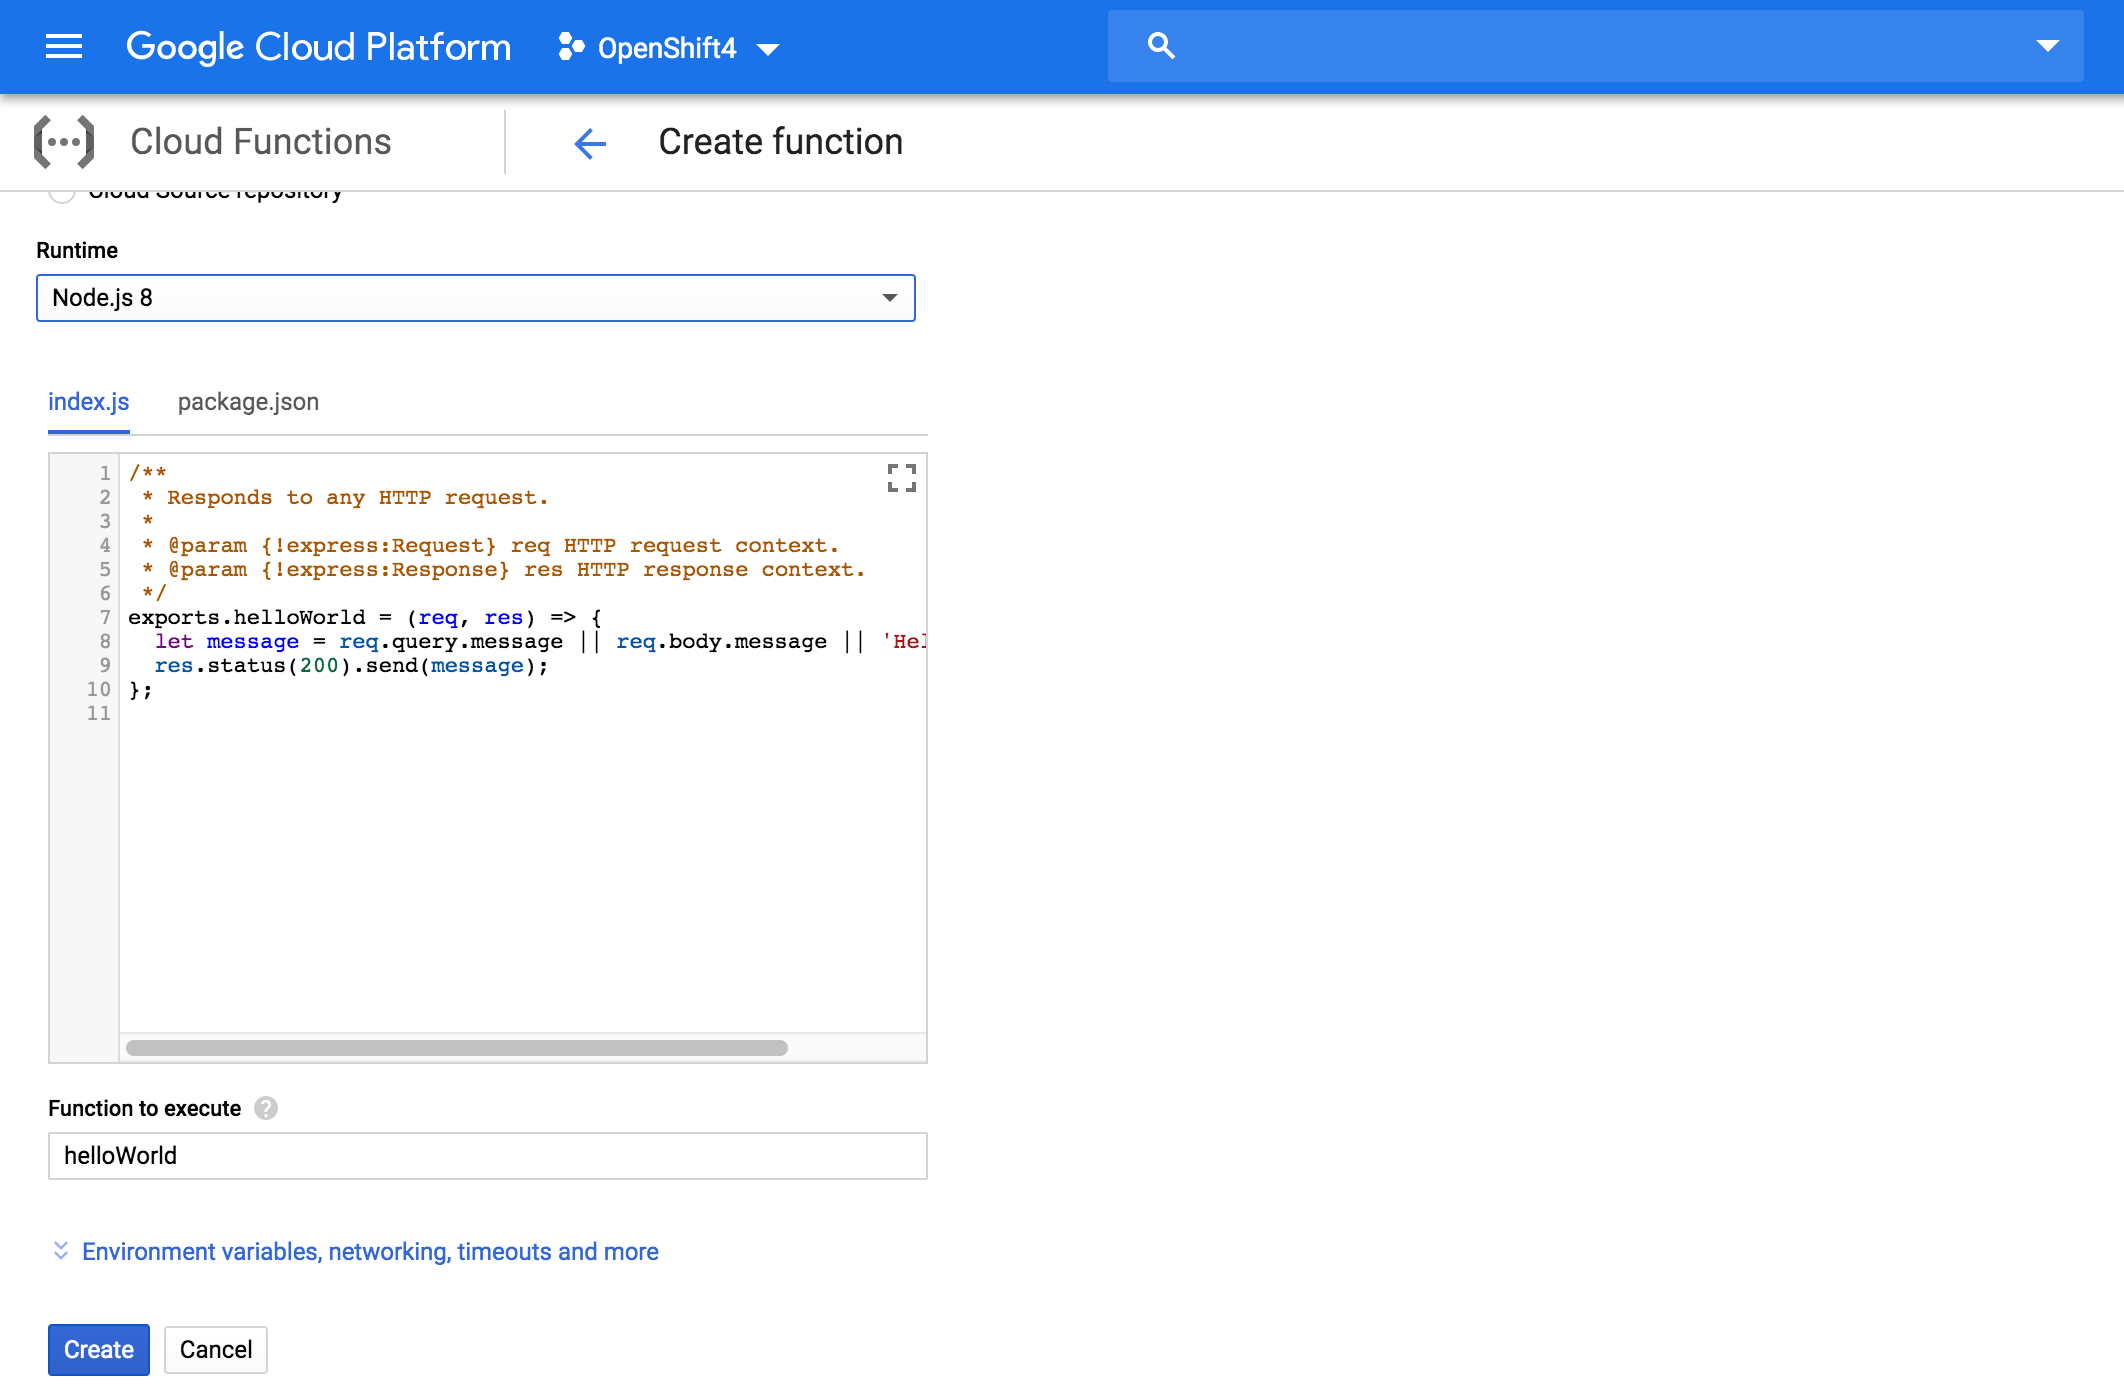 Google Cloud Platform OpenShift4
Cloud Functions Create function
Cloud Source repository
Runtime
Node.js 8
index.js package.json
1 /**
2  * Responds to any HTTP request.
3  *
4  * @param {!express:Request} req HTTP request context.
5  * @param {!express:Response} res HTTP response context.
6  */
7 exports.helloWorld = (req, res) => {
8   let message = req.query.message || req.body.message || 'Hel
9   res.status(200).send(message);
10 };
11
Function to execute ?
helloWorld
Environment variables, networking, timeouts and more
Create Cancel